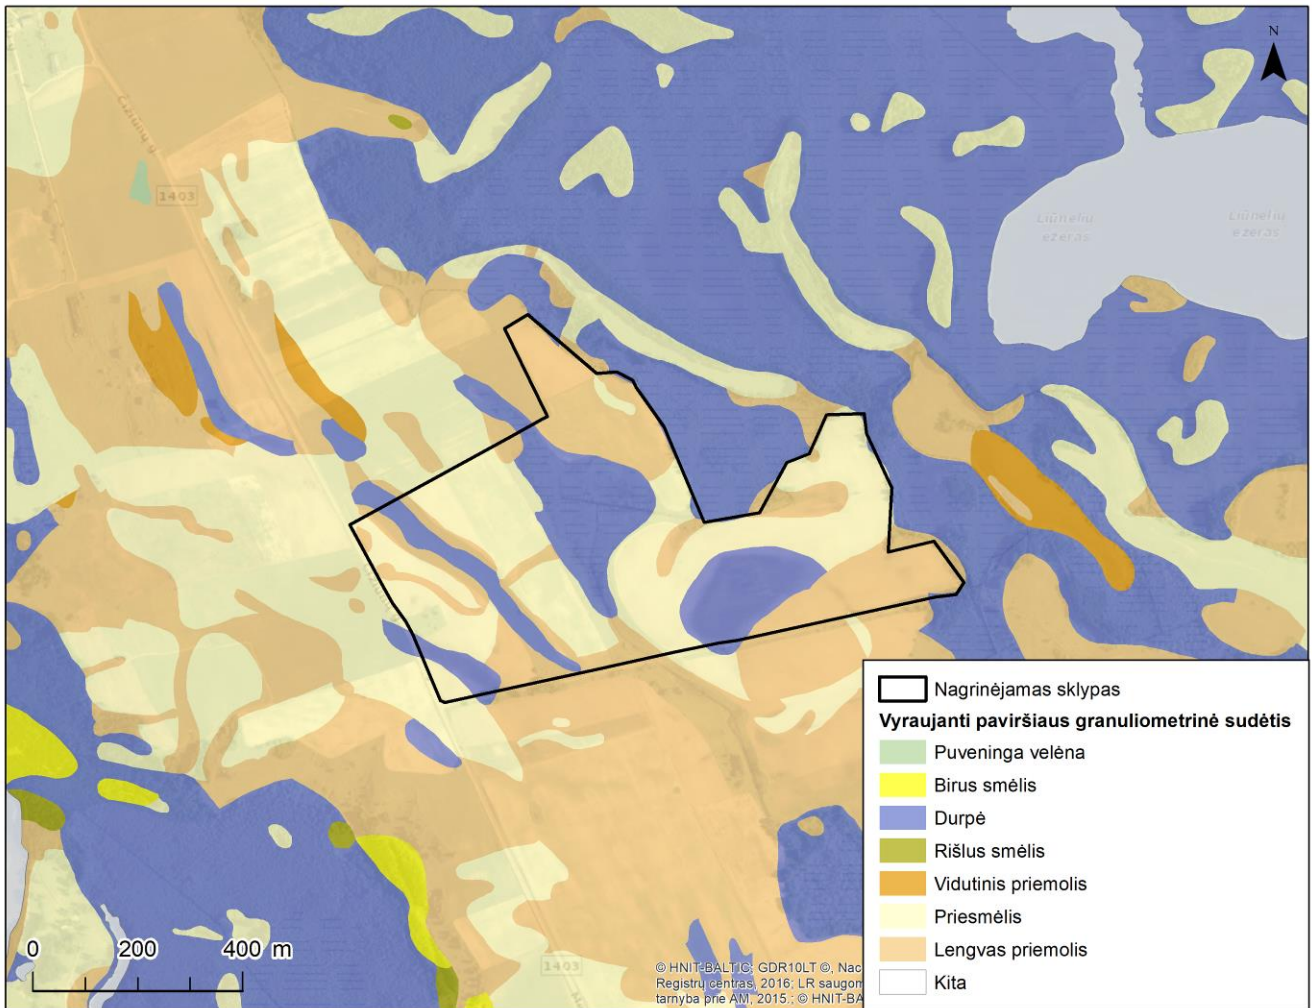 N
1403
Liūnelių
ežeras
Liūnelių
ežeras
Nagrinėjamas sklypas
Vyraujanti paviršiaus granuliometrinė sudėtis
Puveninga velėna
Birus smėlis
Durpė
Rišlus smėlis
Vidutinis priemolis
Priesmėlis
Lengvas priemolis
Kita
0 200 400 m
1403
© HNIT-BALTIC; GDR10LT ©, Nac
Registrų centras, 2016; LR saugom
tarnyba prie AM, 2015.; © HNIT-BA